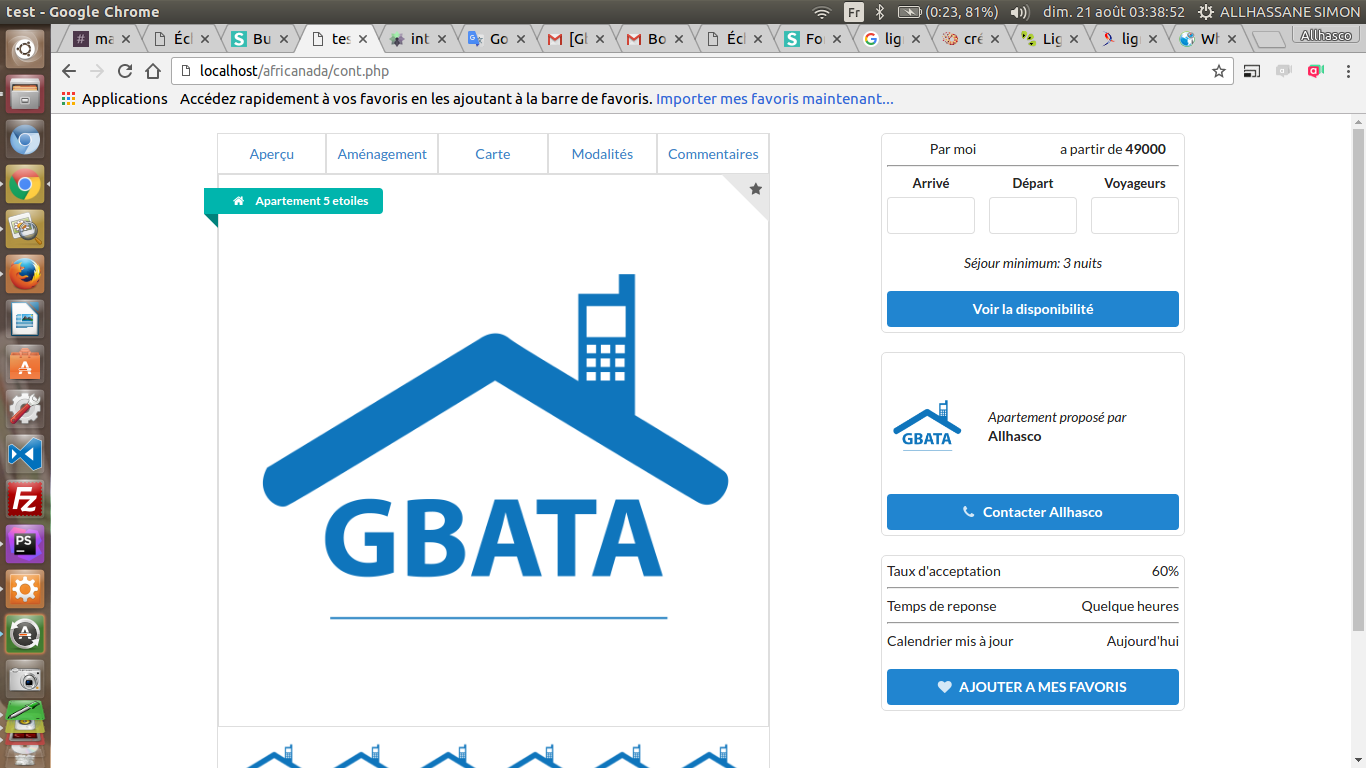 test - Google Chrome
Fr
(0:23, 81%)
dim. 21 août 03:38:52
ALLHASSANE SIMON
ma
Écl
Bu
tes
int
Go
[Gl
Bo
Écl
For
lign
cré
Lig
lig
Wh
Allhasco
localhost/africanada/cont.php
Applications
Accédez rapidement à vos favoris en les ajoutant à la barre de favoris. Importer mes favoris maintenant...
Aperçu
Aménagement
Carte
Modalités
Commentaires
Apartement 5 etoiles
GBATA
Par moi
a partir de 49000
Arrivé
Départ
Voyageurs
Séjour minimum: 3 nuits
Voir la disponibilité
GBATA
Apartement proposé par
Allhasco
Contacter Allhasco
Taux d'acceptation
60%
Temps de reponse
Quelque heures
Calendrier mis à jour
Aujourd'hui
AJOUTER A MES FAVORIS
Fz
PS